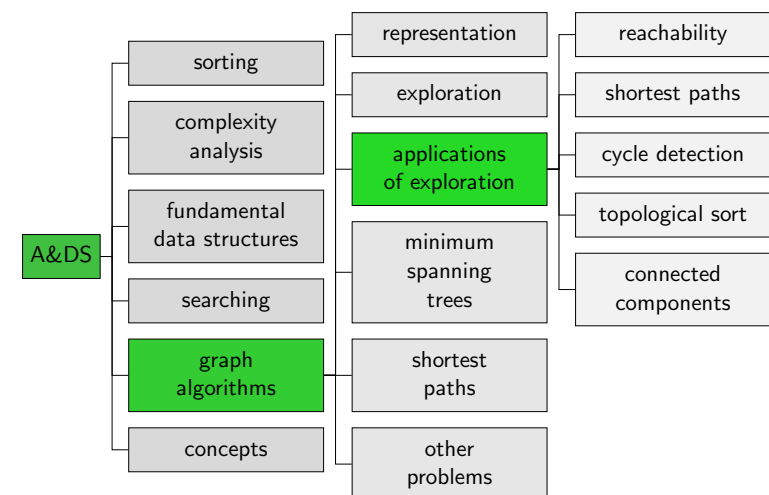 A&DS
sorting
complexity
analysis
fundamental
data structures
searching
graph
algorithms
concepts
representation
exploration
applications
of exploration
minimum
spanning
trees
shortest
paths
other
problems
reachability
shortest paths
cycle detection
topological sort
connected
components